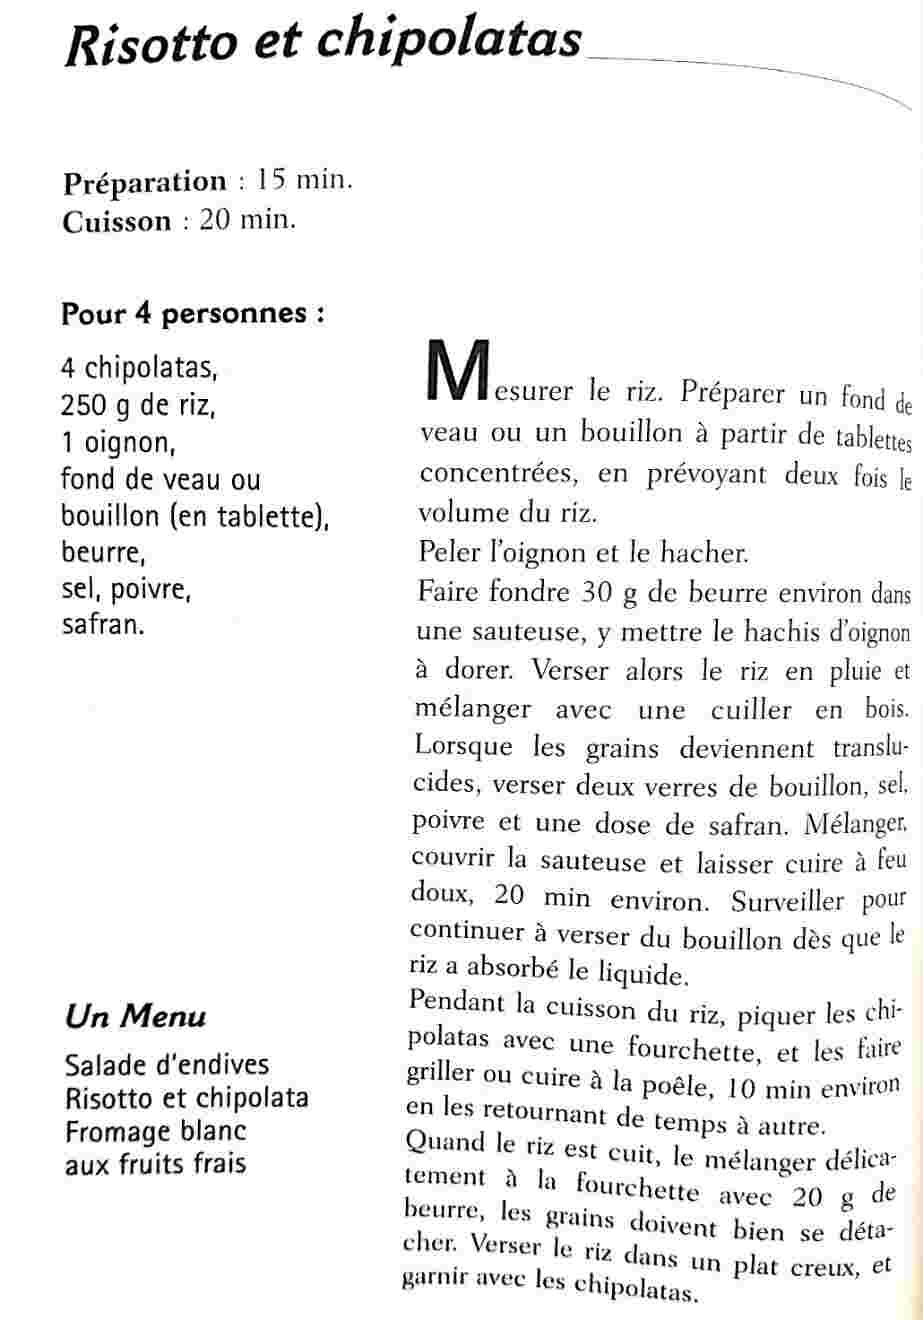 Risotto et chipolatas
Préparation : 15 min.
Cuisson : 20 min.
Pour 4 personnes :
4 chipolatas,
250 g de riz,
1 oignon,
fond de veau ou
bouillon (en tablette),
beurre,
sel, poivre,
safran.
Mesurer le riz. Préparer un fond de
veau ou un bouillon à partir de tablettes
concentrées, en prévoyant deux fois le
volume du riz.
Peler l'oignon et le hacher.
Faire fondre 30 g de beurre environ dans
une sauteuse, y mettre le hachis d'oignon
à dorer. Verser alors le riz en pluie et
mélanger avec une cuiller en bois.
Lorsque les grains deviennent translu-
cides, verser deux verres de bouillon, sel,
poivre et une dose de safran. Mélanger,
couvrir la sauteuse et laisser cuire à feu
doux, 20 min environ. Surveiller pour
continuer à verser du bouillon dès que le
riz a absorbé le liquide.
Pendant la cuisson du riz, piquer les chi-
polatas avec une fourchette, et les faire
griller ou cuire à la poêle, 10 min environ
en les retournant de temps à autre.
Quand le riz est cuit, le mélanger délica-
tement à la fourchette avec 20 g de
beurre, les grains doivent bien se déta-
cher. Verser le riz dans un plat creux, et
garnir avec les chipolatas.
Un Menu
Salade d'endives
Risotto et chipolata
Fromage blanc
aux fruits frais